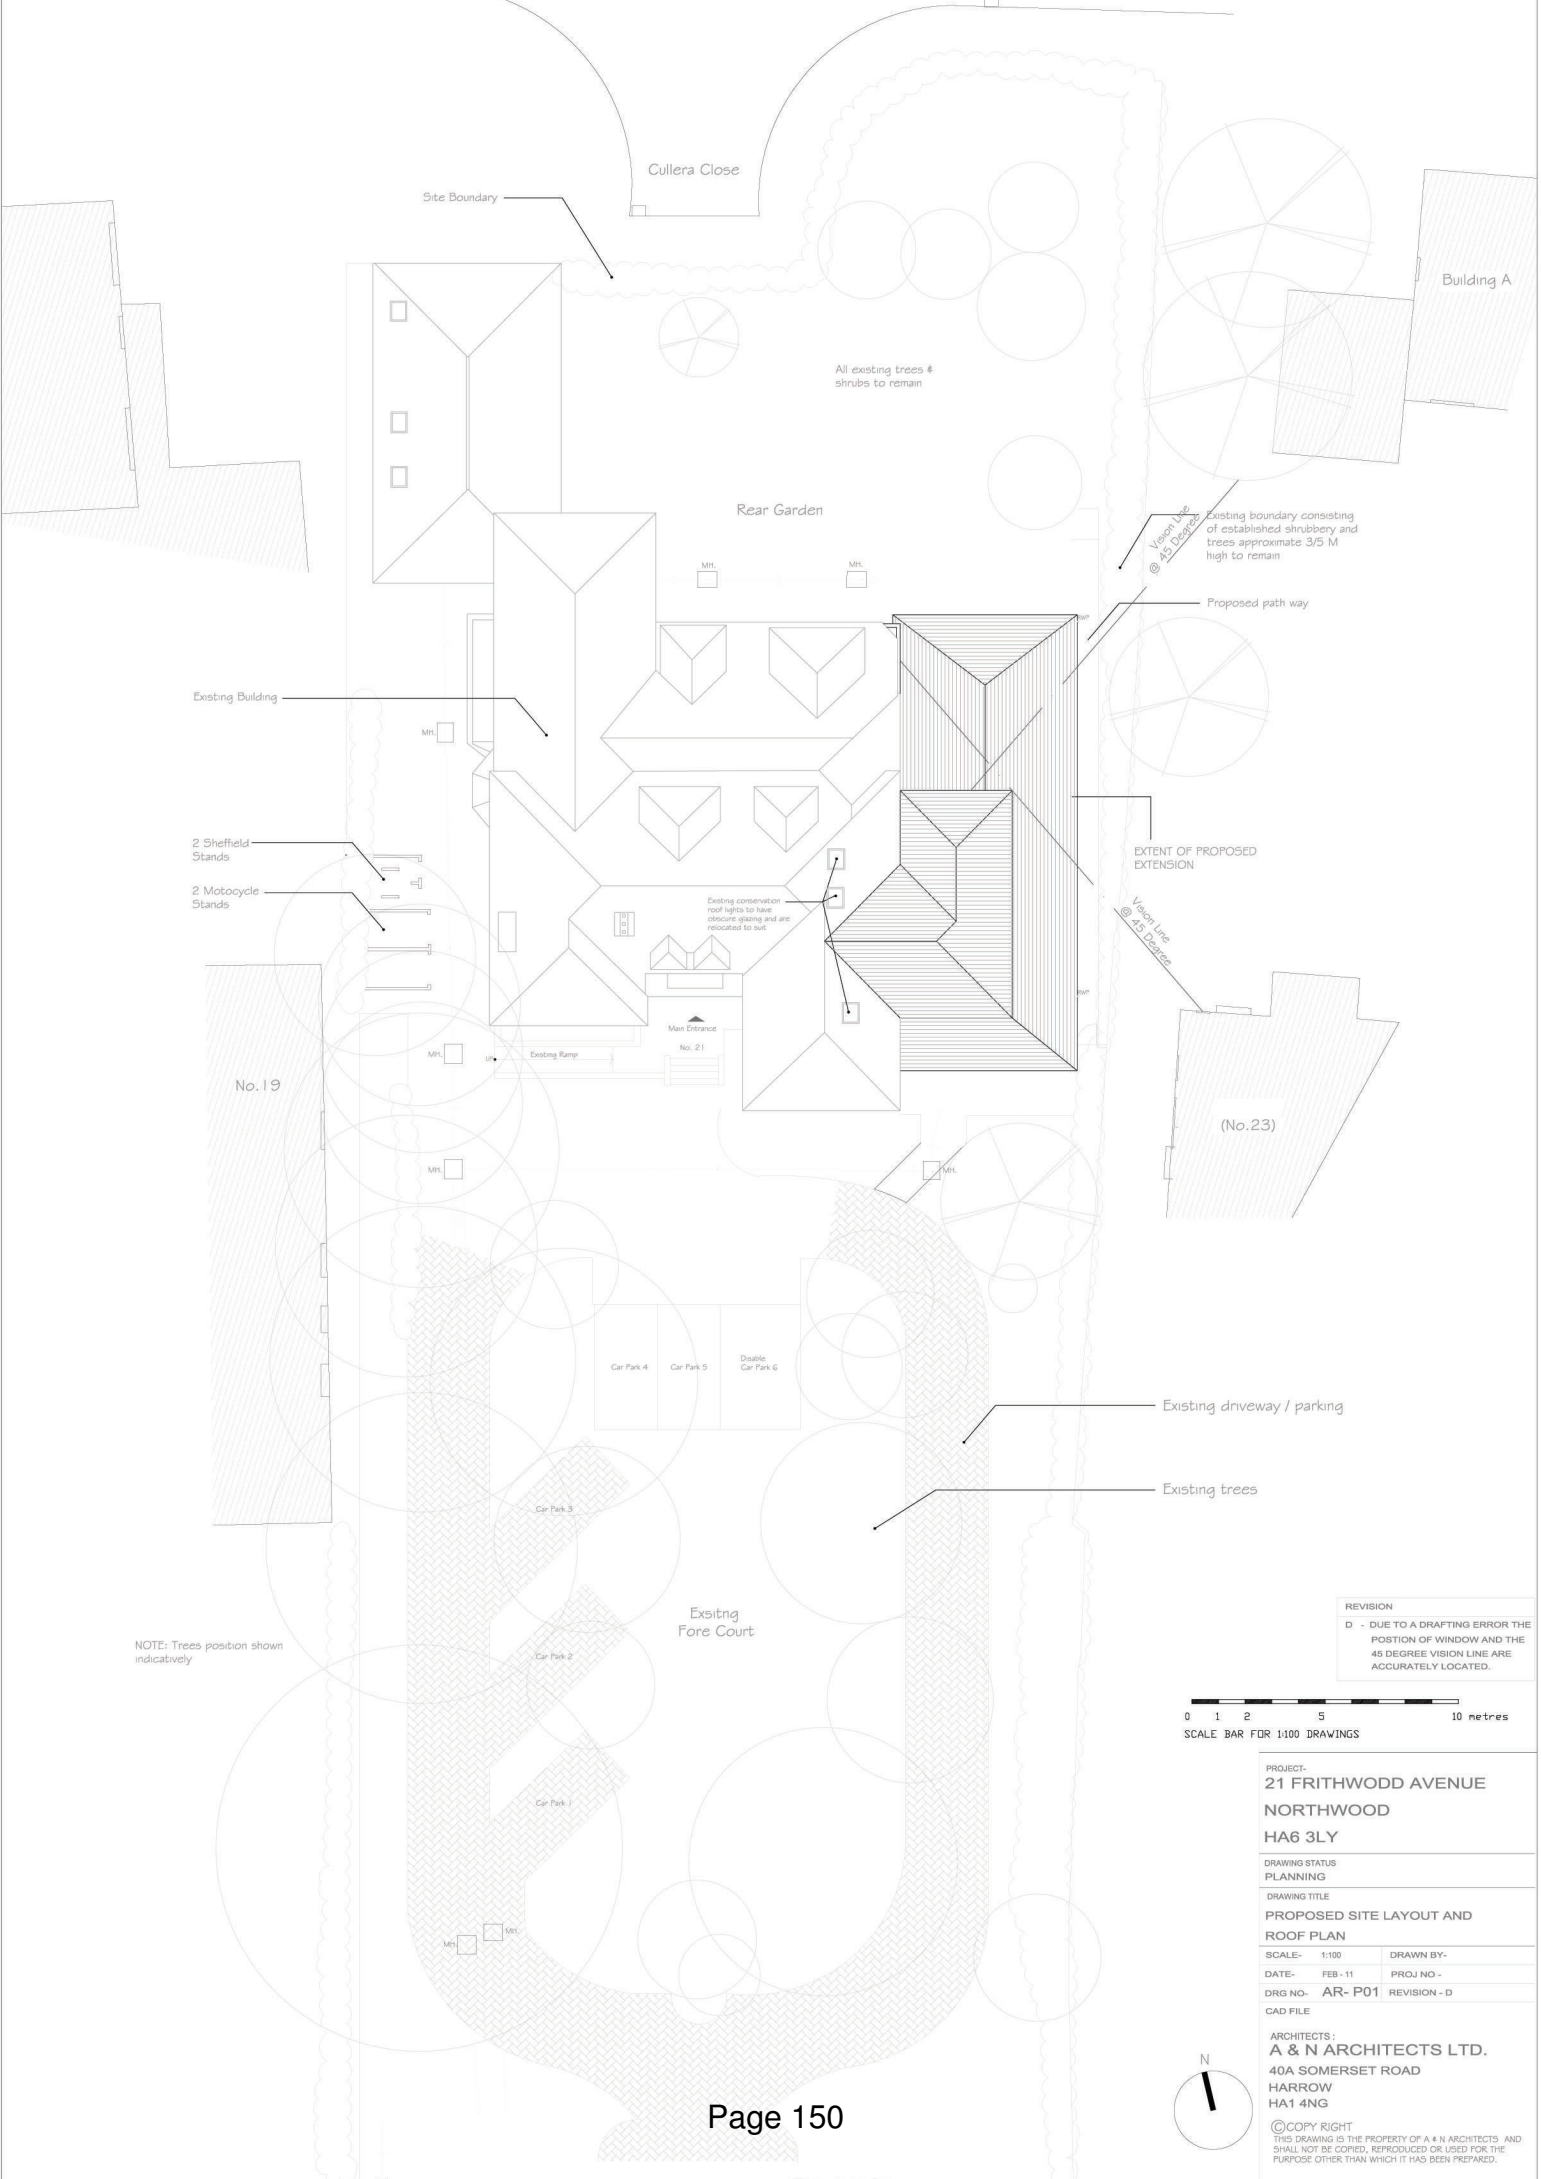 Cullera Close
Site Boundary
Building A
All existing trees &
shrubs to remain
Rear Garden
Vision Line
@ 45 Degree
Existing boundary consisting
of established shrubbery and
trees approximate 3/5 M
high to remain
MH.
MH.
Proposed path way
RWP
Existing Building
MH.
2 Sheffield
Stands
EXTENT OF PROPOSED
EXTENSION
2 Motocycle
Stands
Existing conservation
roof lights to have
obscure glazing and are
relocated to suit
Vision Line
@ 45 Degree
RWP
Main Entrance
No. 21
MH.
UP
Existing Ramp
No.19
(No.23)
MH.
MH.
Car Park 4
Car Park 5
Disable
Car Park 6
Existing driveway / parking
Existing trees
Car Park 3
Exsitng
Fore Court
NOTE: Trees position shown
indicatively
Car Park 2
Car Park 1
MH.
MH.
REVISION
D - DUE TO A DRAFTING ERROR THE
POSTION OF WINDOW AND THE
45 DEGREE VISION LINE ARE
ACCURATELY LOCATED.
0 1 2 5 10 metres
SCALE BAR FOR 1:100 DRAWINGS
PROJECT-
21 FRITHWODD AVENUE
NORTHWOOD
HA6 3LY
DRAWING STATUS
PLANNING
DRAWING TITLE
PROPOSED SITE LAYOUT AND
ROOF PLAN
SCALE- 1:100 DRAWN BY-
DATE- FEB - 11 PROJ NO -
DRG NO- AR- P01 REVISION - D
CAD FILE
ARCHITECTS :
A & N ARCHITECTS LTD.
40A SOMERSET ROAD
HARROW
HA1 4NG
©COPY RIGHT
THIS DRAWING IS THE PROPERTY OF A & N ARCHITECTS AND
SHALL NOT BE COPIED, REPRODUCED OR USED FOR THE
PURPOSE OTHER THAN WHICH IT HAS BEEN PREPARED.
N
Page 150